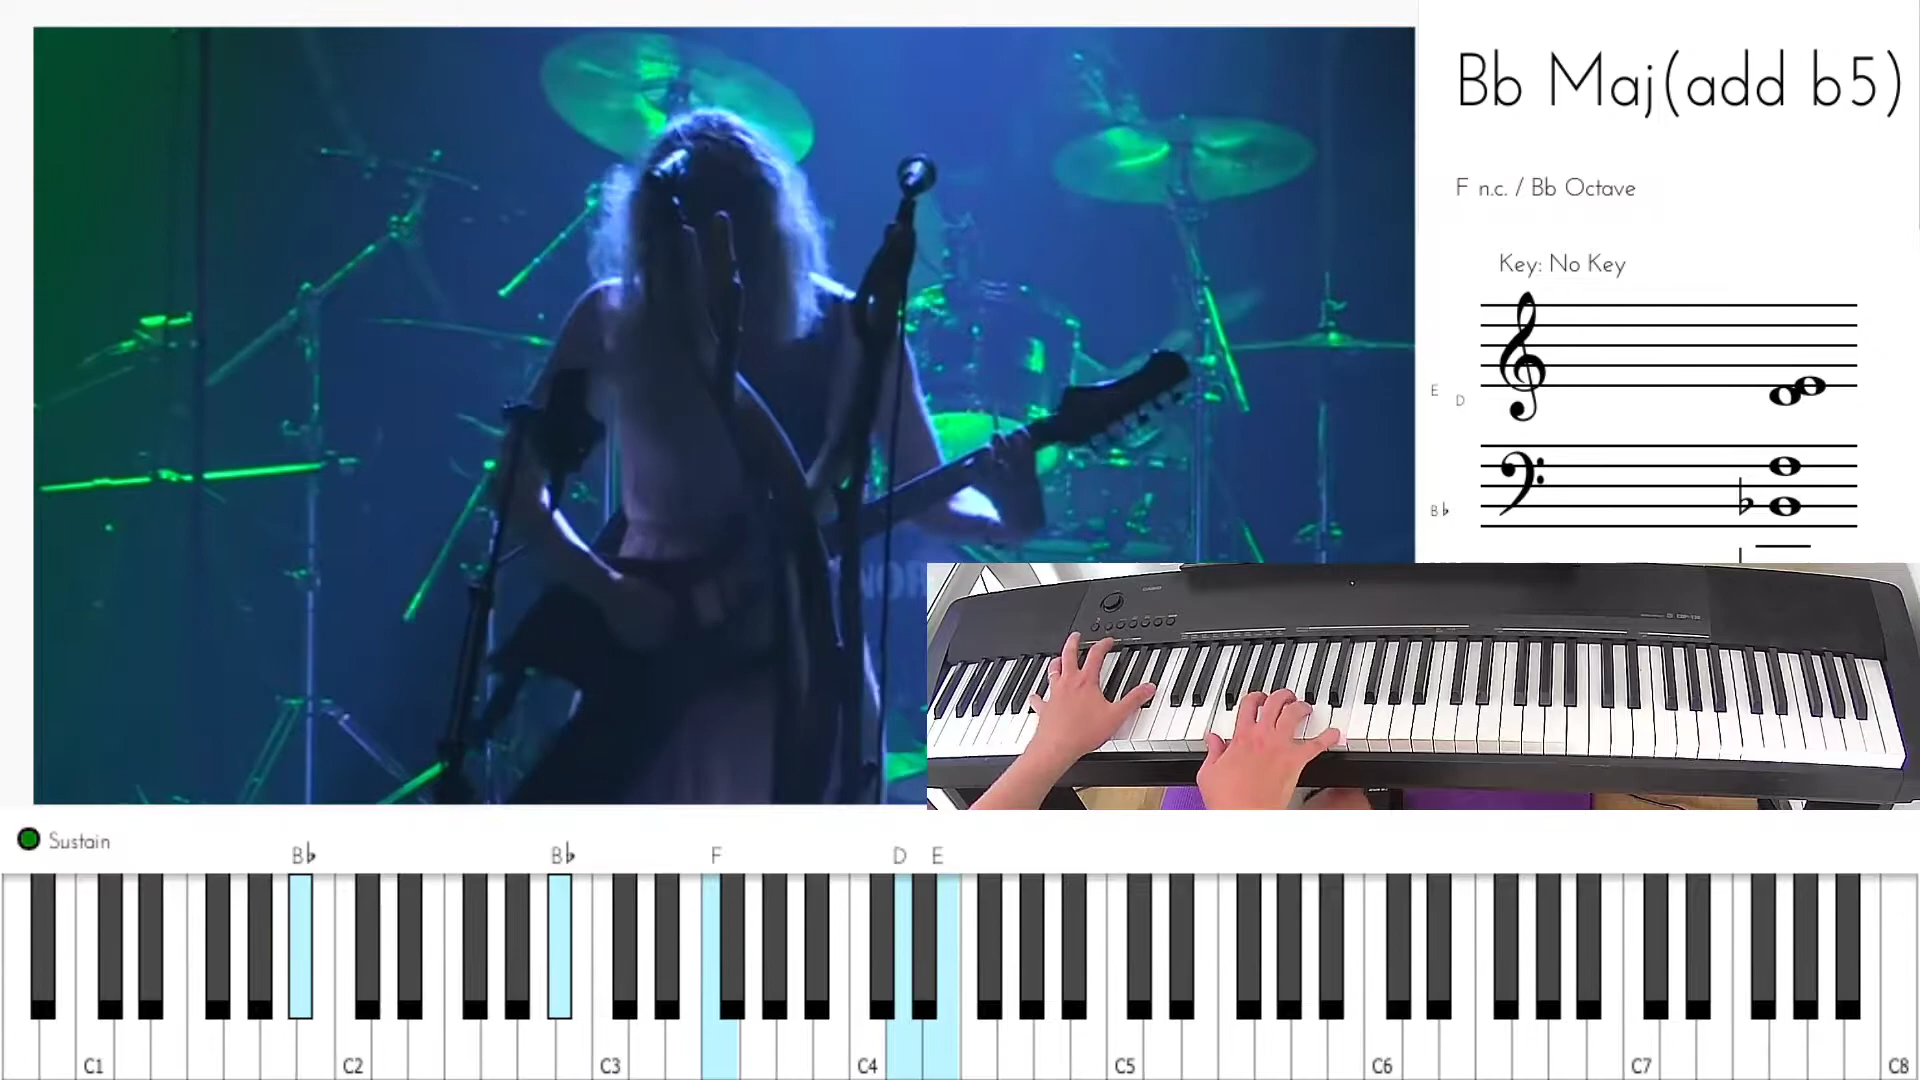 Bb Maj(add b5)
F n.c. / Bb Octave
Key: No Key
E
D
B♭
Sustain
B♭ B♭ F D E
C1 C2 C3 C4 C5 C6 C7 C8